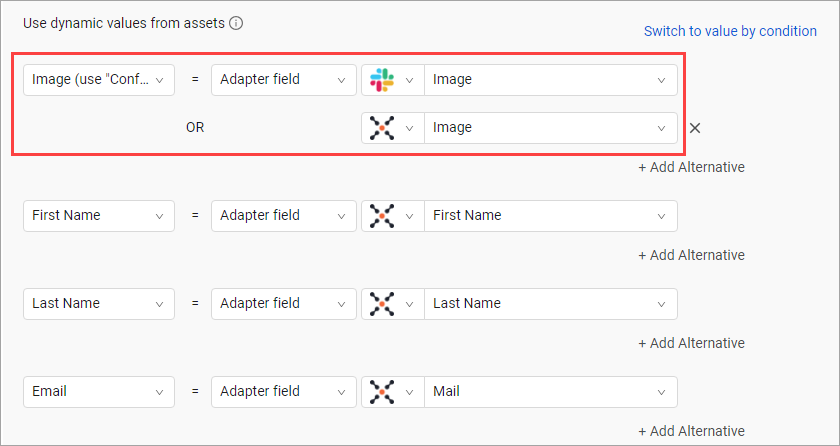 Use dynamic values from assets
Switch to value by condition
Image (use "Conf... = Adapter field Image
OR Image
+ Add Alternative
First Name = Adapter field First Name
+ Add Alternative
Last Name = Adapter field Last Name
+ Add Alternative
Email = Adapter field Mail
+ Add Alternative